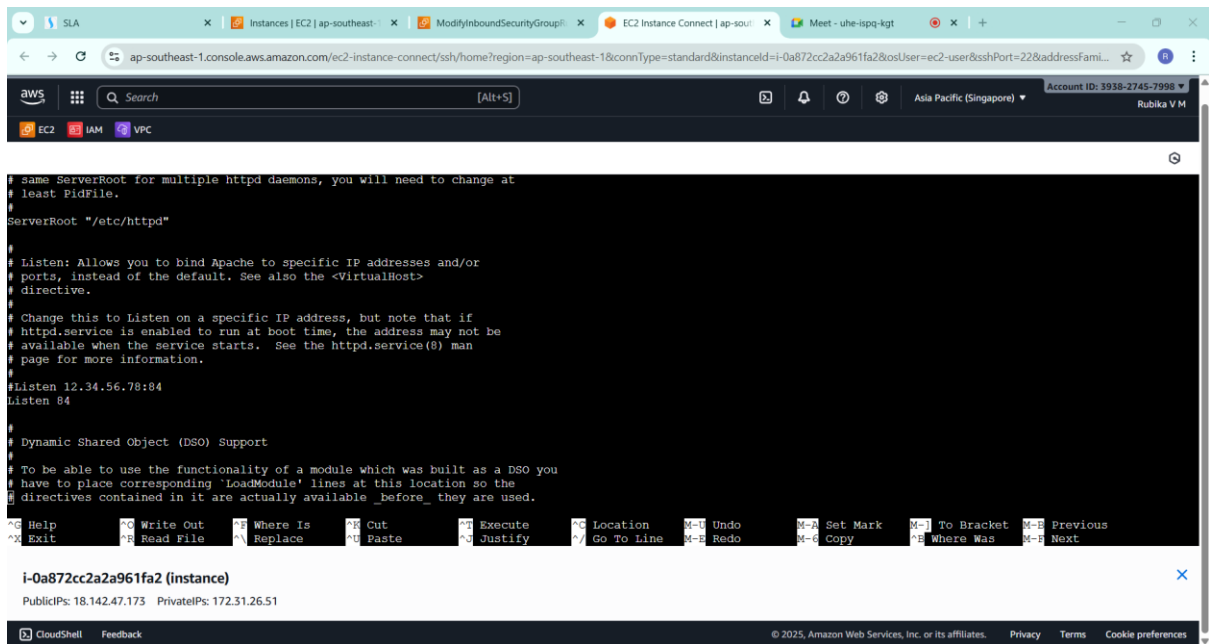 SLA
Instances | EC2 | ap-southeast-1
ModifyInboundSecurityGroupR
EC2 Instance Connect | ap-sout
Meet - uhe-ispq-kgt
ap-southeast-1.console.aws.amazon.com/ec2-instance-connect/ssh/home?region=ap-southeast-1&connType=standard&instanceId=i-0a872cc2a2a961fa2&osUser=ec2-user&sshPort=22&addressFami...
R
aws
Search
[Alt+S]
Asia Pacific (Singapore)
Account ID: 3938-2745-7998
Rubika V M
EC2 IAM VPC
# same ServerRoot for multiple httpd daemons, you will need to change at
# least PidFile.
#
ServerRoot "/etc/httpd"
#
# Listen: Allows you to bind Apache to specific IP addresses and/or
# ports, instead of the default. See also the <VirtualHost>
# directive.
#
# Change this to Listen on a specific IP address, but note that if
# httpd.service is enabled to run at boot time, the address may not be
# available when the service starts.  See the httpd.service(8) man
# page for more information.
#
#Listen 12.34.56.78:84
Listen 84
#
# Dynamic Shared Object (DSO) Support
#
# To be able to use the functionality of a module which was built as a DSO you
# have to place corresponding `LoadModule' lines at this location so the
# directives contained in it are actually available _before_ they are used.
^G Help ^O Write Out ^F Where Is ^K Cut ^T Execute ^C Location M-U Undo M-A Set Mark M-] To Bracket M-B Previous
^X Exit ^R Read File ^\ Replace ^U Paste ^J Justify ^/ Go To Line M-E Redo M-6 Copy ^B Where Was M-F Next
i-0a872cc2a2a961fa2 (instance)
PublicIPs: 18.142.47.173 PrivateIPs: 172.31.26.51
CloudShell Feedback © 2025, Amazon Web Services, Inc. or its affiliates. Privacy Terms Cookie preferences